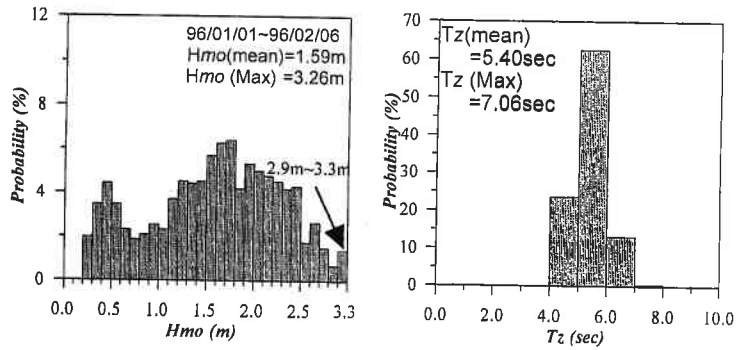 12
8
4
0
Probability (%)
96/01/01~96/02/06
Hmo(mean)=1.59m
Hmo (Max) =3.26m
2.9m~3.3m
0.0 0.5 1.0 1.5 2.0 2.5 3.3
Hmo (m)
70
60
50
40
30
20
10
0
Probability (%)
Tz(mean)
=5.40sec
Tz (Max)
=7.06sec
0.0 2.0 4.0 6.0 8.0 10.0
Tz (sec)